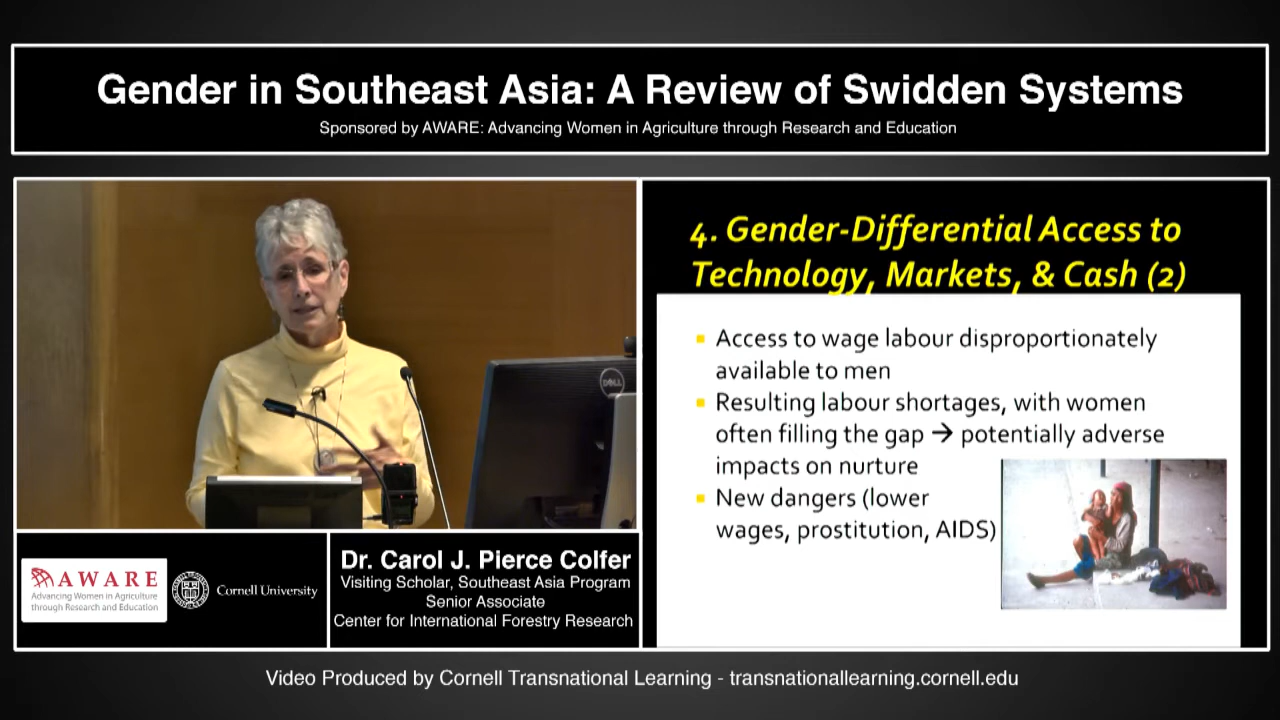 Gender in Southeast Asia: A Review of Swidden Systems
Sponsored by AWARE: Advancing Women in Agriculture through Research and Education
DELL
4. Gender-Differential Access to
Technology, Markets, & Cash (2)
Access to wage labour disproportionately
available to men
Resulting labour shortages, with women
often filling the gap → potentially adverse
impacts on nurture
New dangers (lower
wages, prostitution, AIDS)
AWARE
Advancing Women in Agriculture
through Research and Education
Cornell University
Dr. Carol J. Pierce Colfer
Visiting Scholar, Southeast Asia Program
Senior Associate
Center for International Forestry Research
Video Produced by Cornell Transnational Learning - transnationallearning.cornell.edu